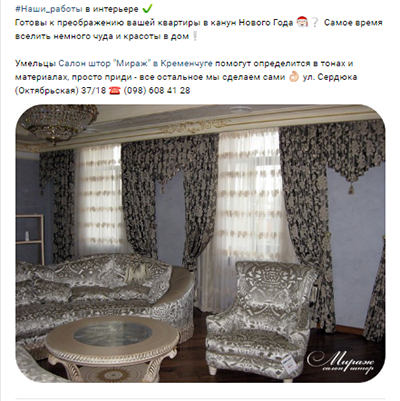 #Наши_работы в интерьере ✔
Готовы к преображению вашей квартиры в канун Нового Года 🎅❔ Самое время
вселить немного чуда и красоты в дом❕
Умельцы Салон штор "Мираж" в Кременчуге помогут определится в тонах и
материалах, просто приди - все остальное мы сделаем сами 👌 ул. Сердюка
(Октябрьская) 37/18 ☎ (098) 608 41 28
Мираж
салон штор